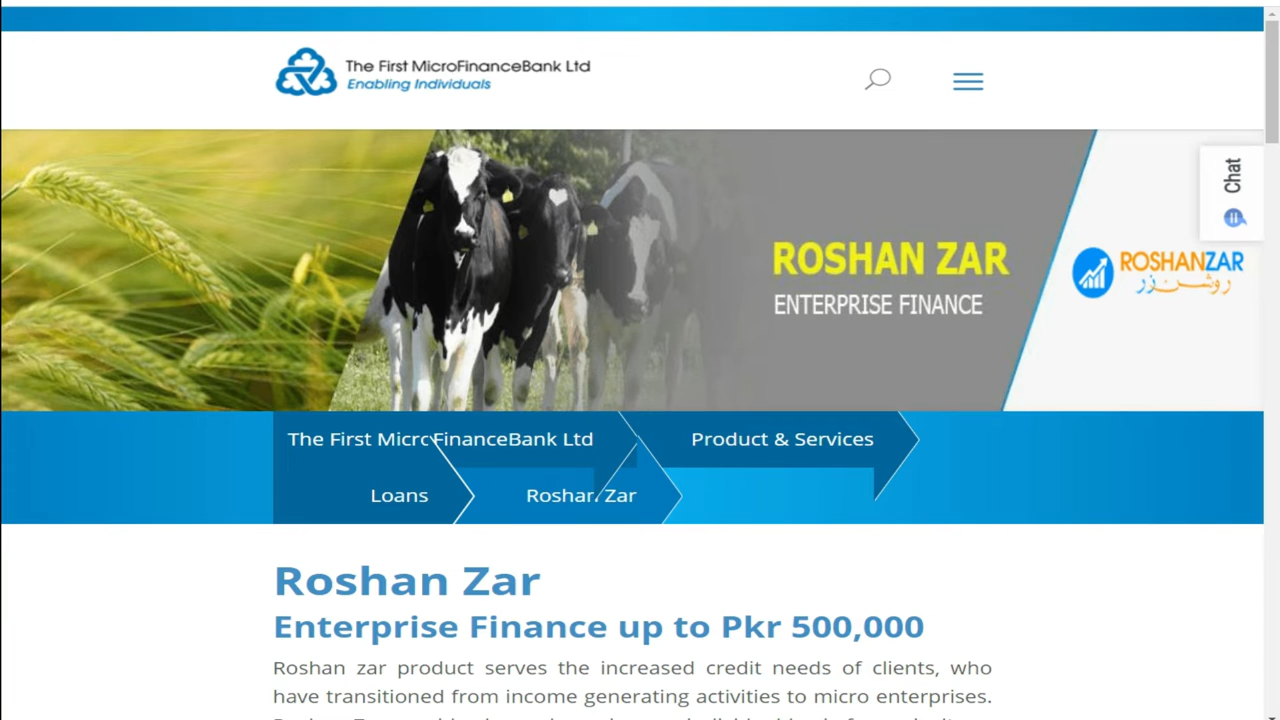 The First MicroFinanceBank Ltd
Enabling Individuals
Chat
ROSHAN ZAR
ENTERPRISE FINANCE
ROSHANZAR
روشن زر
The First MicroFinanceBank Ltd
Product & Services
Loans
Roshan Zar
Roshan Zar
Enterprise Finance up to Pkr 500,000
Roshan zar product serves the increased credit needs of clients, who
have transitioned from income generating activities to micro enterprises.